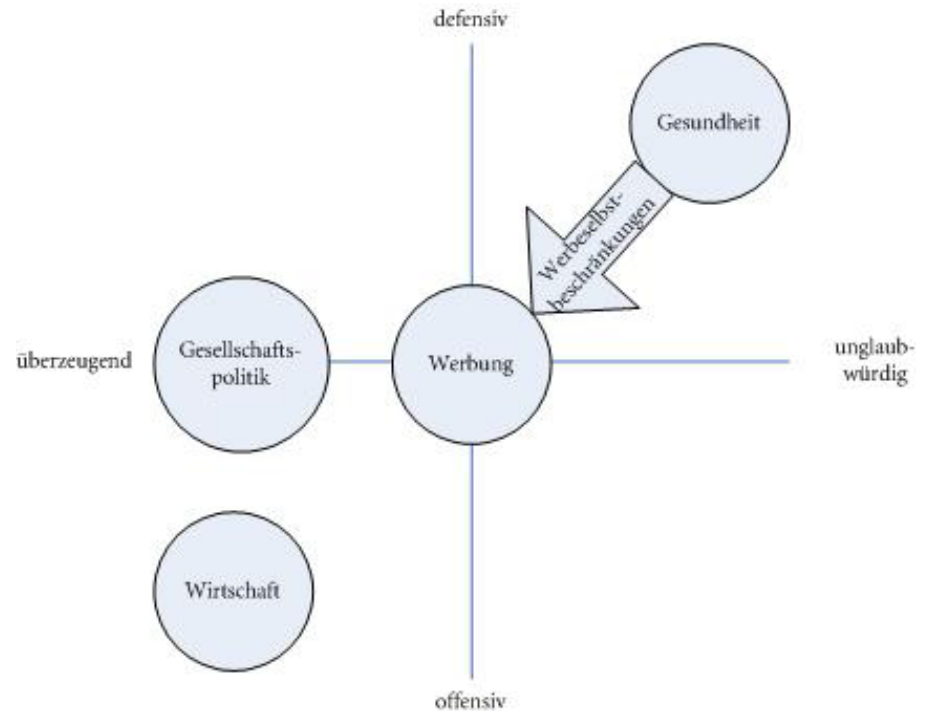 defensiv
Gesundheit
Werbeselbst-
beschränkungen
überzeugend
Gesellschafts-
politik
Werbung
unglaub-
würdig
Wirtschaft
offensiv